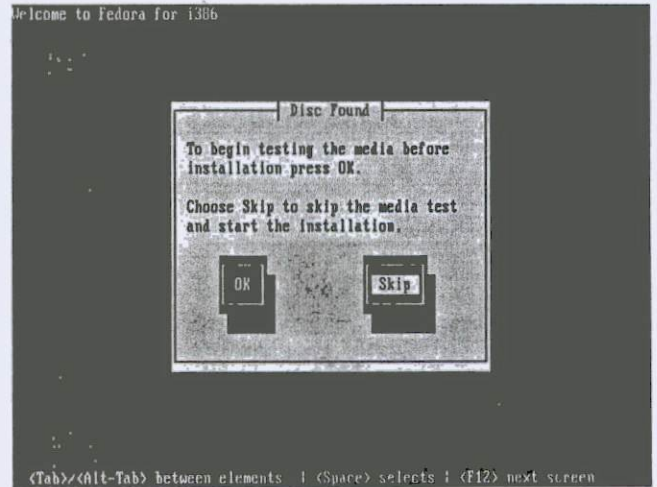 Welcome to Fedora for i386
Disc Found
To begin testing the media before
installation press OK.
Choose Skip to skip the media test
and start the installation.
OK
Skip
<Tab>/<Alt-Tab> between elements | <Space> selects | <F12> next screen